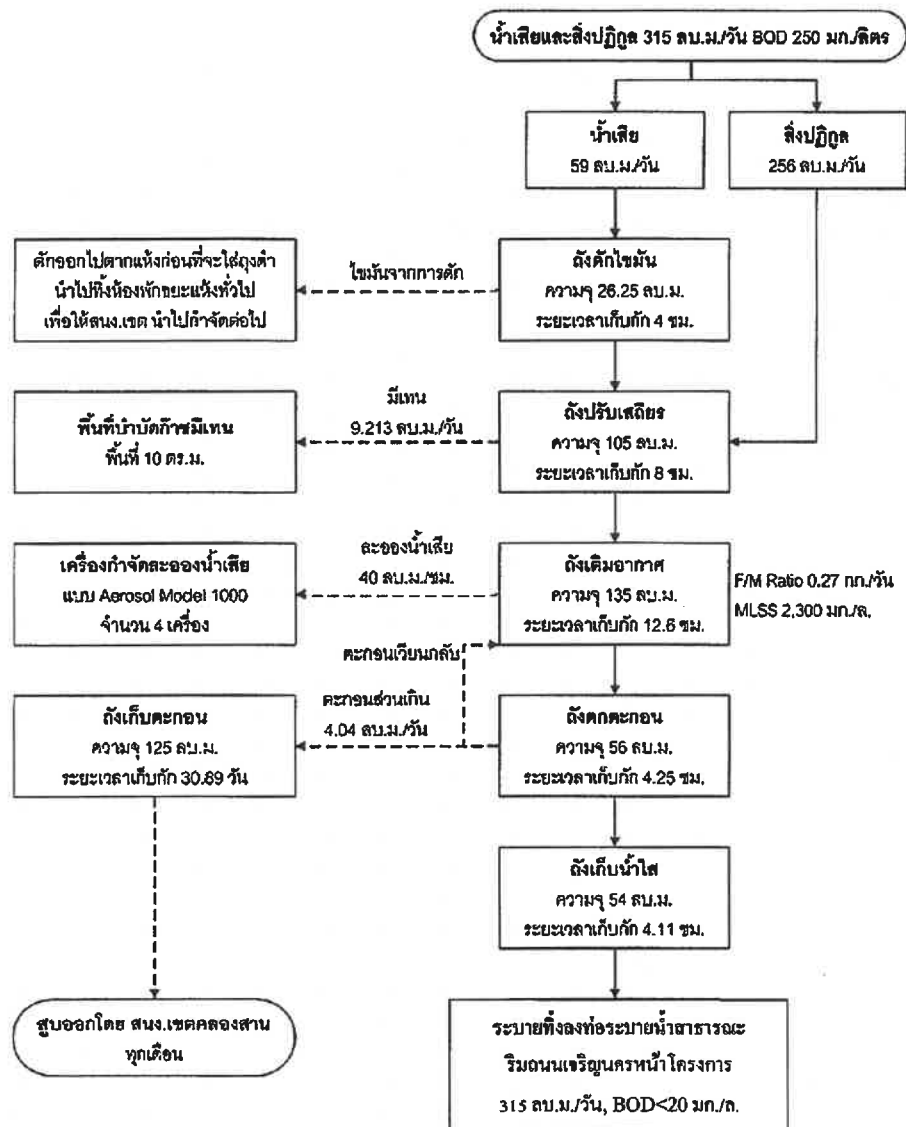 น้ำเสียและสิ่งปฏิกูล 315 ลบ.ม./วัน BOD 250 มก./ลิตร
น้ำเสีย
59 ลบ.ม./วัน
สิ่งปฏิกูล
256 ลบ.ม./วัน
ตักออกไปตากแห้งก่อนที่จะใส่ถุงดำ
นำไปทิ้งห้องพักขยะแห้งทั่วไป
เพื่อให้สนง.เขต นำไปกำจัดต่อไป
ไขมันจากการดัก
ถังดักไขมัน
ความจุ 26.25 ลบ.ม.
ระยะเวลาเก็บกัก 4 ชม.
พื้นที่บำบัดก๊าซมีเทน
พื้นที่ 10 ตร.ม.
มีเทน
9.213 ลบ.ม./วัน
ถังปรับเสถียร
ความจุ 105 ลบ.ม.
ระยะเวลาเก็บกัก 8 ชม.
เครื่องกำจัดละอองน้ำเสีย
แบบ Aerosol Model 1000
จำนวน 4 เครื่อง
ละอองน้ำเสีย
40 ลบ.ม./ชม.
ถังเติมอากาศ
ความจุ 135 ลบ.ม.
ระยะเวลาเก็บกัก 12.6 ชม.
F/M Ratio 0.27 กก./วัน
MLSS 2,300 มก./ล.
ตะกอนเวียนกลับ
ตะกอนส่วนเกิน
4.04 ลบ.ม./วัน
ถังเก็บตะกอน
ความจุ 125 ลบ.ม.
ระยะเวลาเก็บกัก 30.89 วัน
ถังตกตะกอน
ความจุ 56 ลบ.ม.
ระยะเวลาเก็บกัก 4.25 ชม.
ถังเก็บน้ำใส
ความจุ 54 ลบ.ม.
ระยะเวลาเก็บกัก 4.11 ชม.
สูบออกโดย สนง.เขตคลองสาน
ทุกเดือน
ระบายทิ้งลงท่อระบายน้ำสาธารณะ
ริมถนนเจริญนครหน้าโครงการ
315 ลบ.ม./วัน, BOD<20 มก./ล.